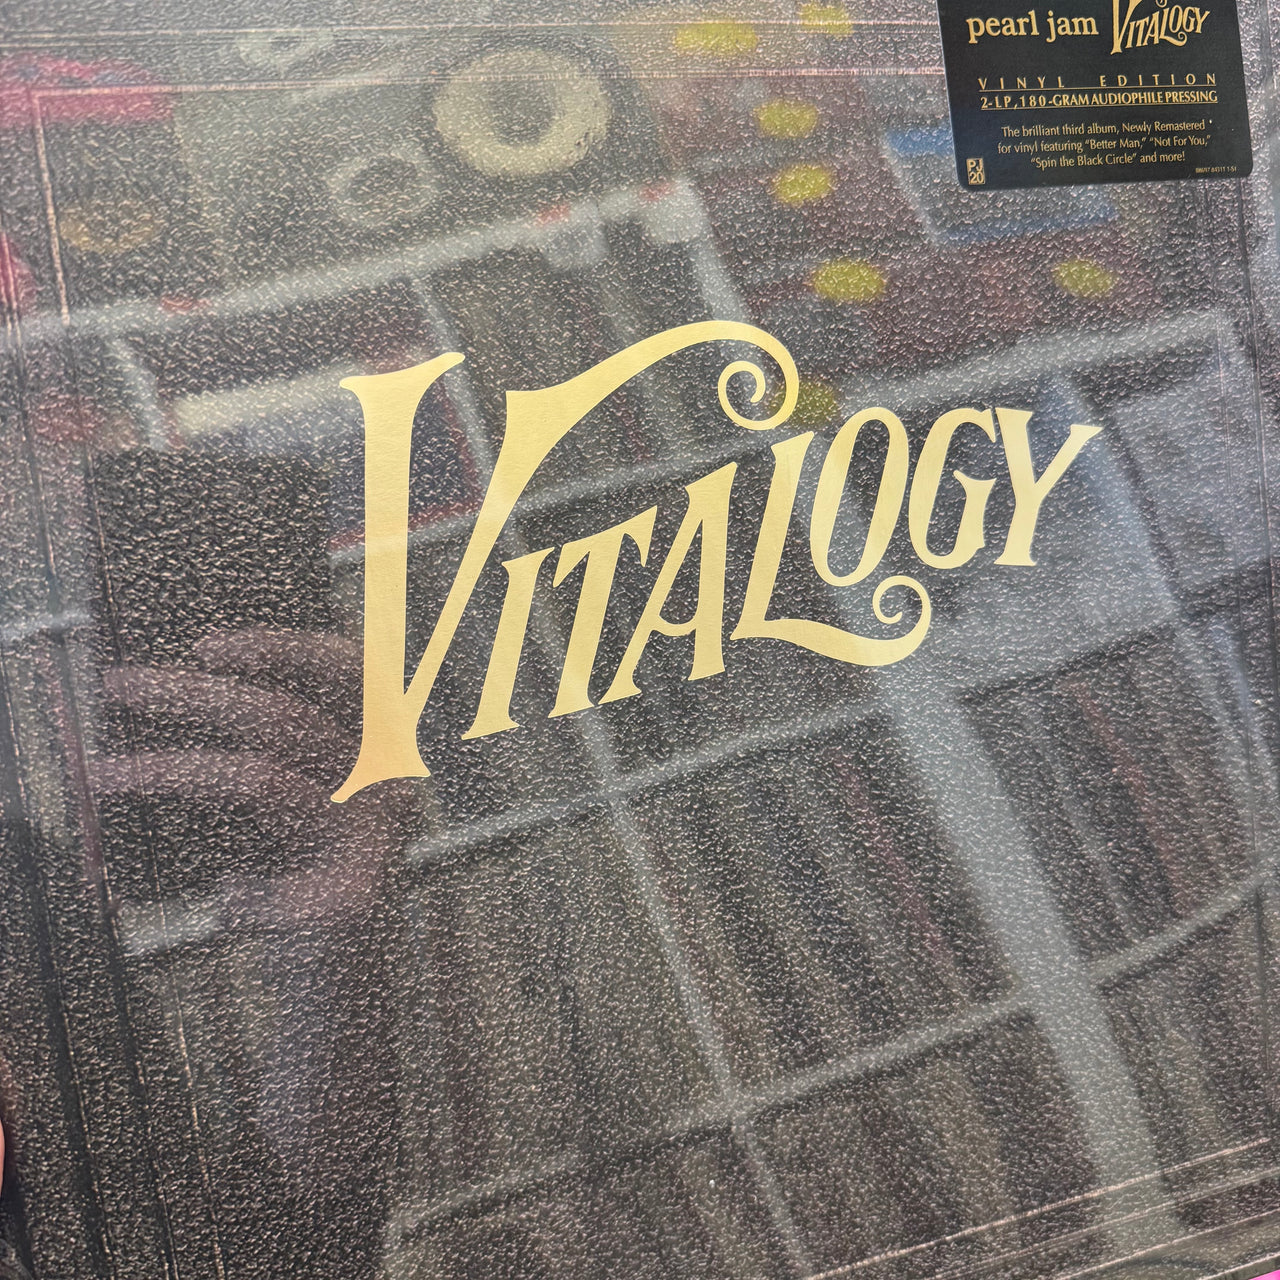 pearl jam VITALOGY
VINYL EDITION
2-LP, 180-GRAM AUDIOPHILE PRESSING
The brilliant third album, Newly Remastered
for vinyl featuring "Better Man," "Not For You,"
"Spin the Black Circle" and more!
PJ
20
VITALOGY